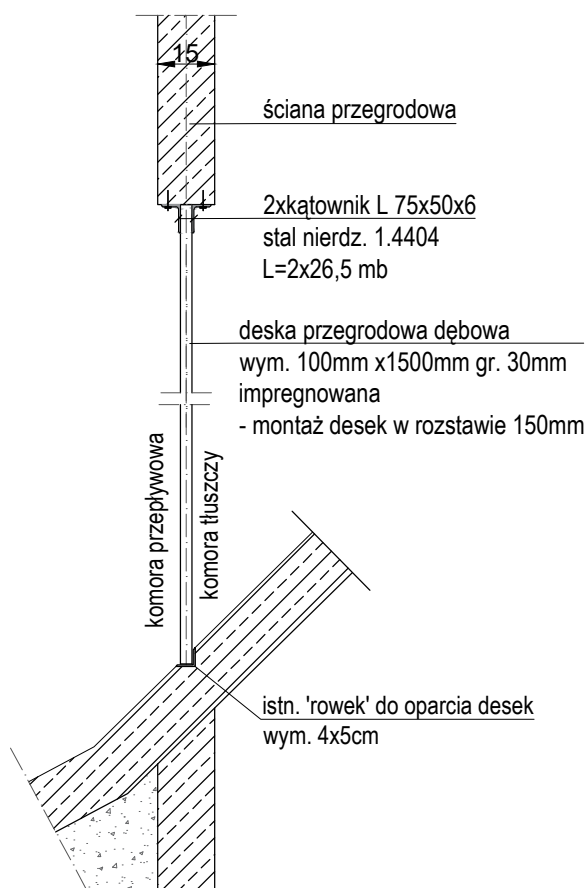 15
ściana przegrodowa
2xkątownik L 75x50x6
stal nierdz. 1.4404
L=2x26,5 mb
deska przegrodowa dębowa
wym. 100mm x1500mm gr. 30mm
impregnowana
- montaż desek w rozstawie 150mm
komora przepływowa
komora tłuszczy
istn. 'rowek' do oparcia desek
wym. 4x5cm